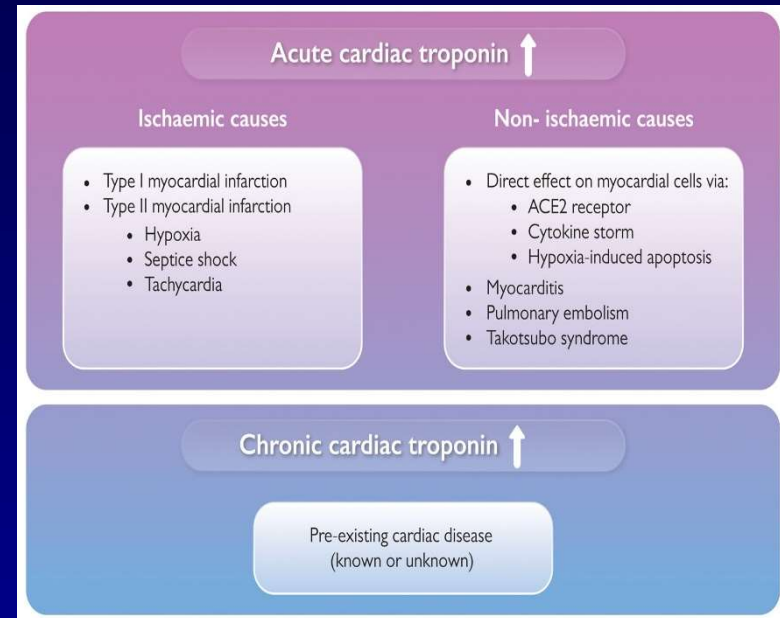 Acute cardiac troponin ↑
Ischaemic causes
• Type I myocardial infarction
• Type II myocardial infarction
• Hypoxia
• Septice shock
• Tachycardia
Non- ischaemic causes
• Direct effect on myocardial cells via:
• ACE2 receptor
• Cytokine storm
• Hypoxia-induced apoptosis
• Myocarditis
• Pulmonary embolism
• Takotsubo syndrome
Chronic cardiac troponin ↑
Pre-existing cardiac disease
(known or unknown)